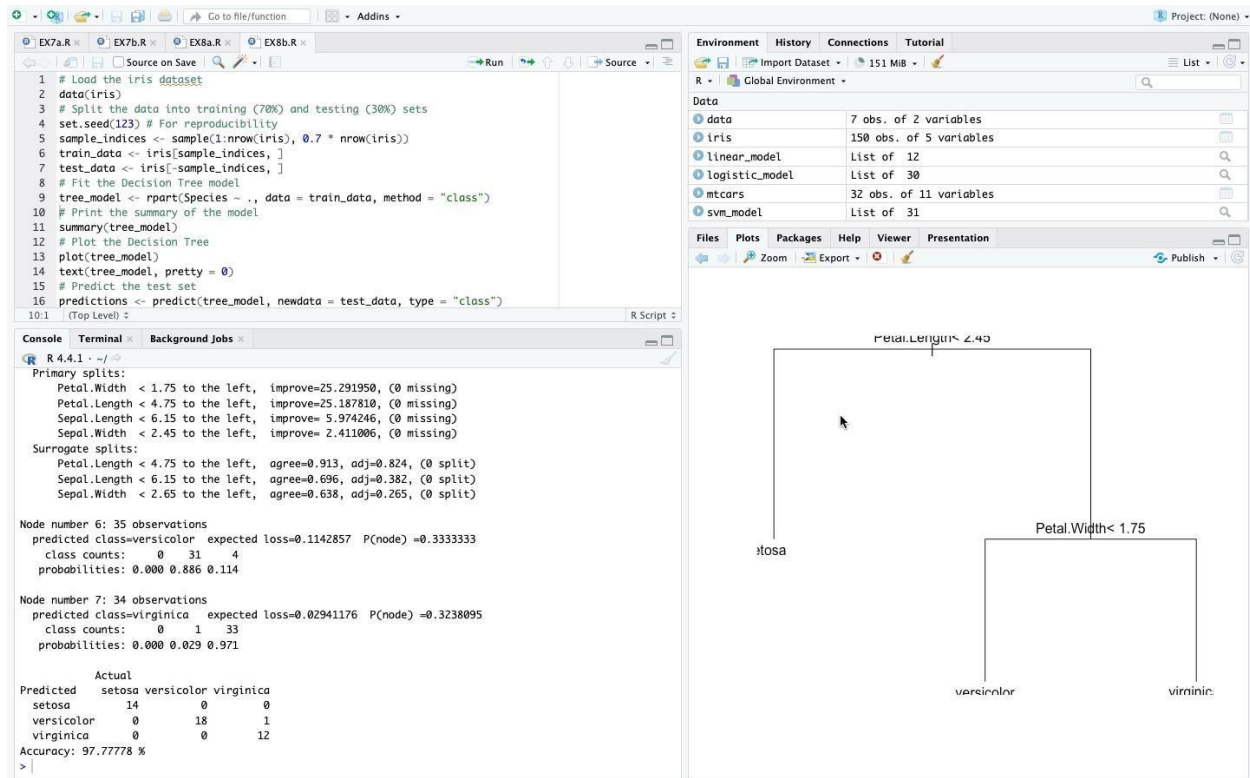 Go to file/function
Addins
Project: (None)
EX7a.R
EX7b.R
EX8a.R
EX8b.R
Source on Save
Run
Source
1 # Load the iris dataset
2 data(iris)
3 # Split the data into training (70%) and testing (30%) sets
4 set.seed(123) # For reproducibility
5 sample_indices <- sample(1:nrow(iris), 0.7 * nrow(iris))
6 train_data <- iris[sample_indices, ]
7 test_data <- iris[-sample_indices, ]
8 # Fit the Decision Tree model
9 tree_model <- rpart(Species ~ ., data = train_data, method = "class")
10 # Print the summary of the model
11 summary(tree_model)
12 # Plot the Decision Tree
13 plot(tree_model)
14 text(tree_model, pretty = 0)
15 # Predict the test set
16 predictions <- predict(tree_model, newdata = test_data, type = "class")
10:1 (Top Level) R Script
Console Terminal Background Jobs
R 4.4.1 · ~/
Primary splits:
Petal.Width < 1.75 to the left, improve=25.291950, (0 missing)
Petal.Length < 4.75 to the left, improve=25.187810, (0 missing)
Sepal.Length < 6.15 to the left, improve= 5.974246, (0 missing)
Sepal.Width < 2.45 to the left, improve= 2.411006, (0 missing)
Surrogate splits:
Petal.Length < 4.75 to the left, agree=0.913, adj=0.824, (0 split)
Sepal.Length < 6.15 to the left, agree=0.696, adj=0.382, (0 split)
Sepal.Width < 2.65 to the left, agree=0.638, adj=0.265, (0 split)
Node number 6: 35 observations
predicted class=versicolor expected loss=0.1142857 P(node) =0.3333333
class counts: 0 31 4
probabilities: 0.000 0.886 0.114
Node number 7: 34 observations
predicted class=virginica expected loss=0.02941176 P(node) =0.3238095
class counts: 0 1 33
probabilities: 0.000 0.029 0.971
Actual
Predicted setosa versicolor virginica
setosa 14 0 0
versicolor 0 18 1
virginica 0 0 12
Accuracy: 97.77778 %
>
Environment History Connections Tutorial
Import Dataset 151 MiB List
R Global Environment
Data
data 7 obs. of 2 variables
iris 150 obs. of 5 variables
linear_model List of 12
logistic_model List of 30
mtcars 32 obs. of 11 variables
svm_model List of 31
Files Plots Packages Help Viewer Presentation
Zoom Export Publish
Petal.Length< 2.45
Petal.Width< 1.75
etosa
versicolor
virginic